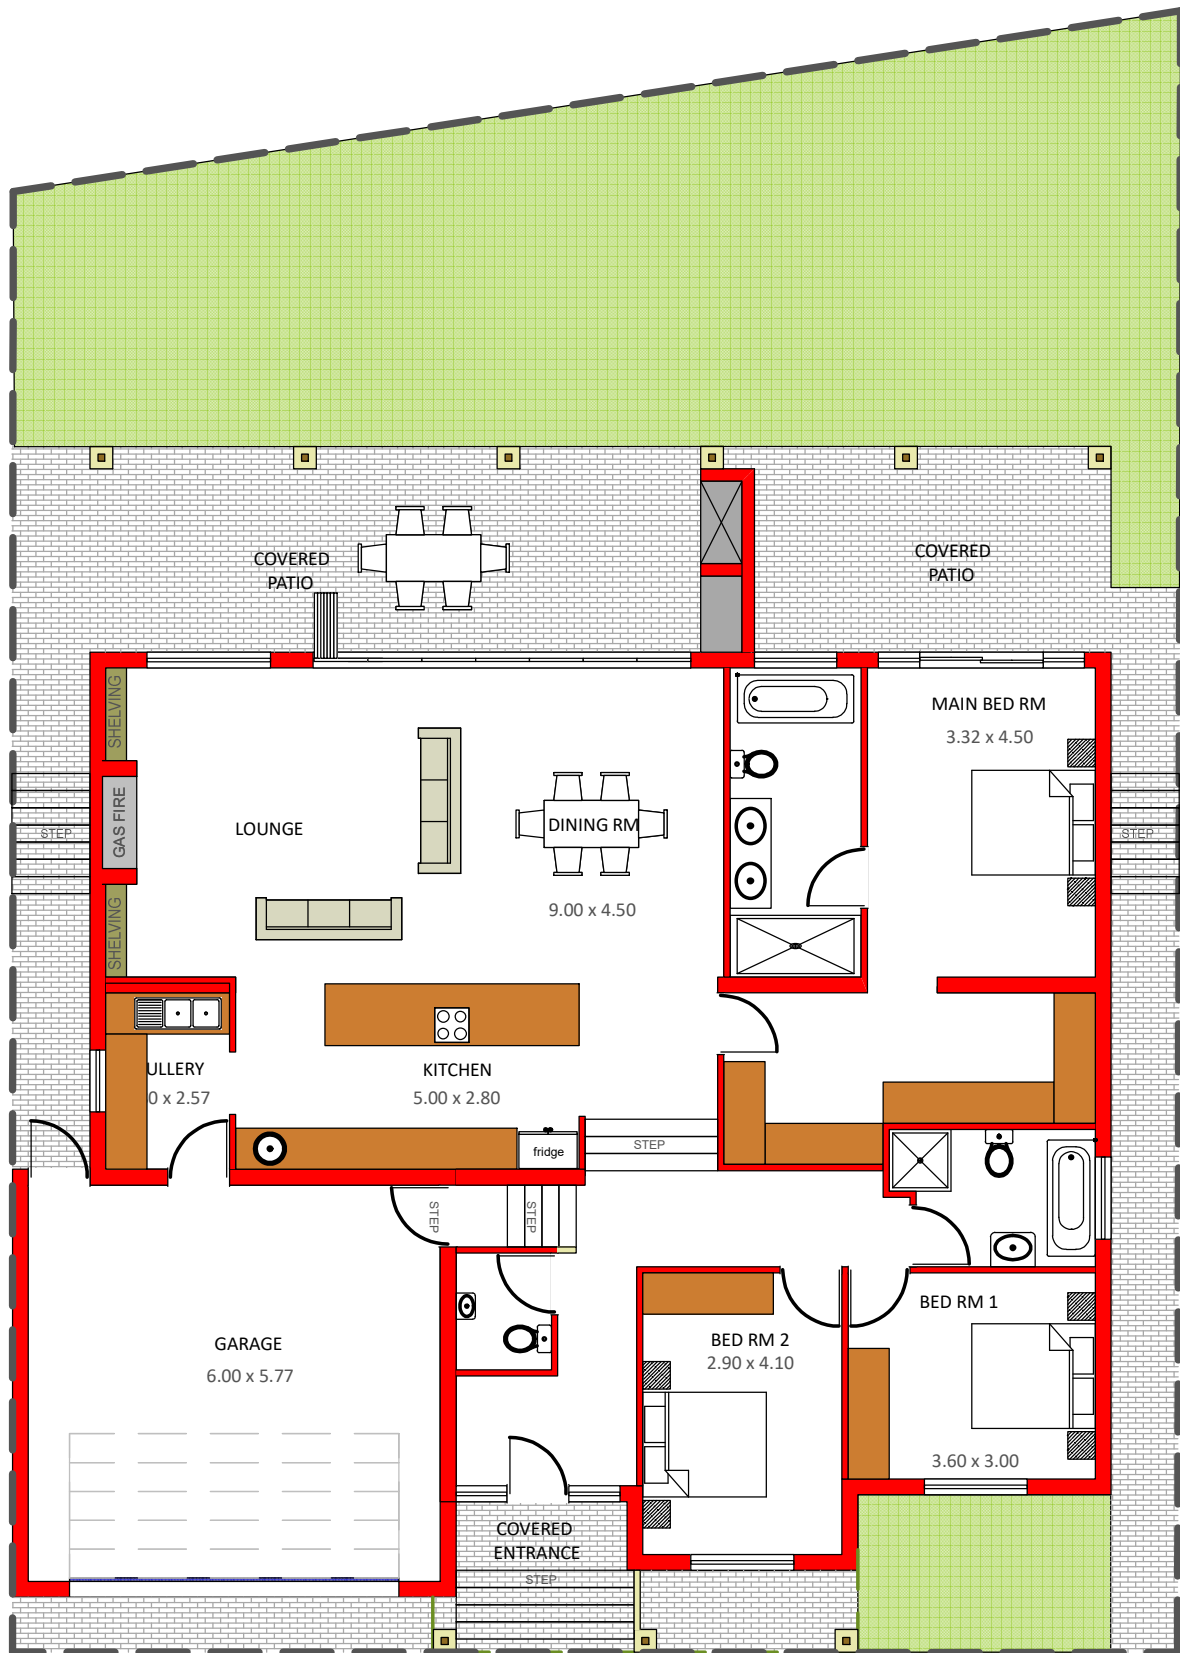 COVERED
PATIO
COVERED
PATIO
SHELVING
MAIN BED RM
3.32 x 4.50
GAS FIRE
STEP
LOUNGE
DINING RM
STEP
9.00 x 4.50
SHELVING
ULLERY
0 x 2.57
KITCHEN
5.00 x 2.80
fridge
STEP
STEP
STEP
GARAGE
6.00 x 5.77
BED RM 2
2.90 x 4.10
BED RM 1
3.60 x 3.00
COVERED
ENTRANCE
STEP